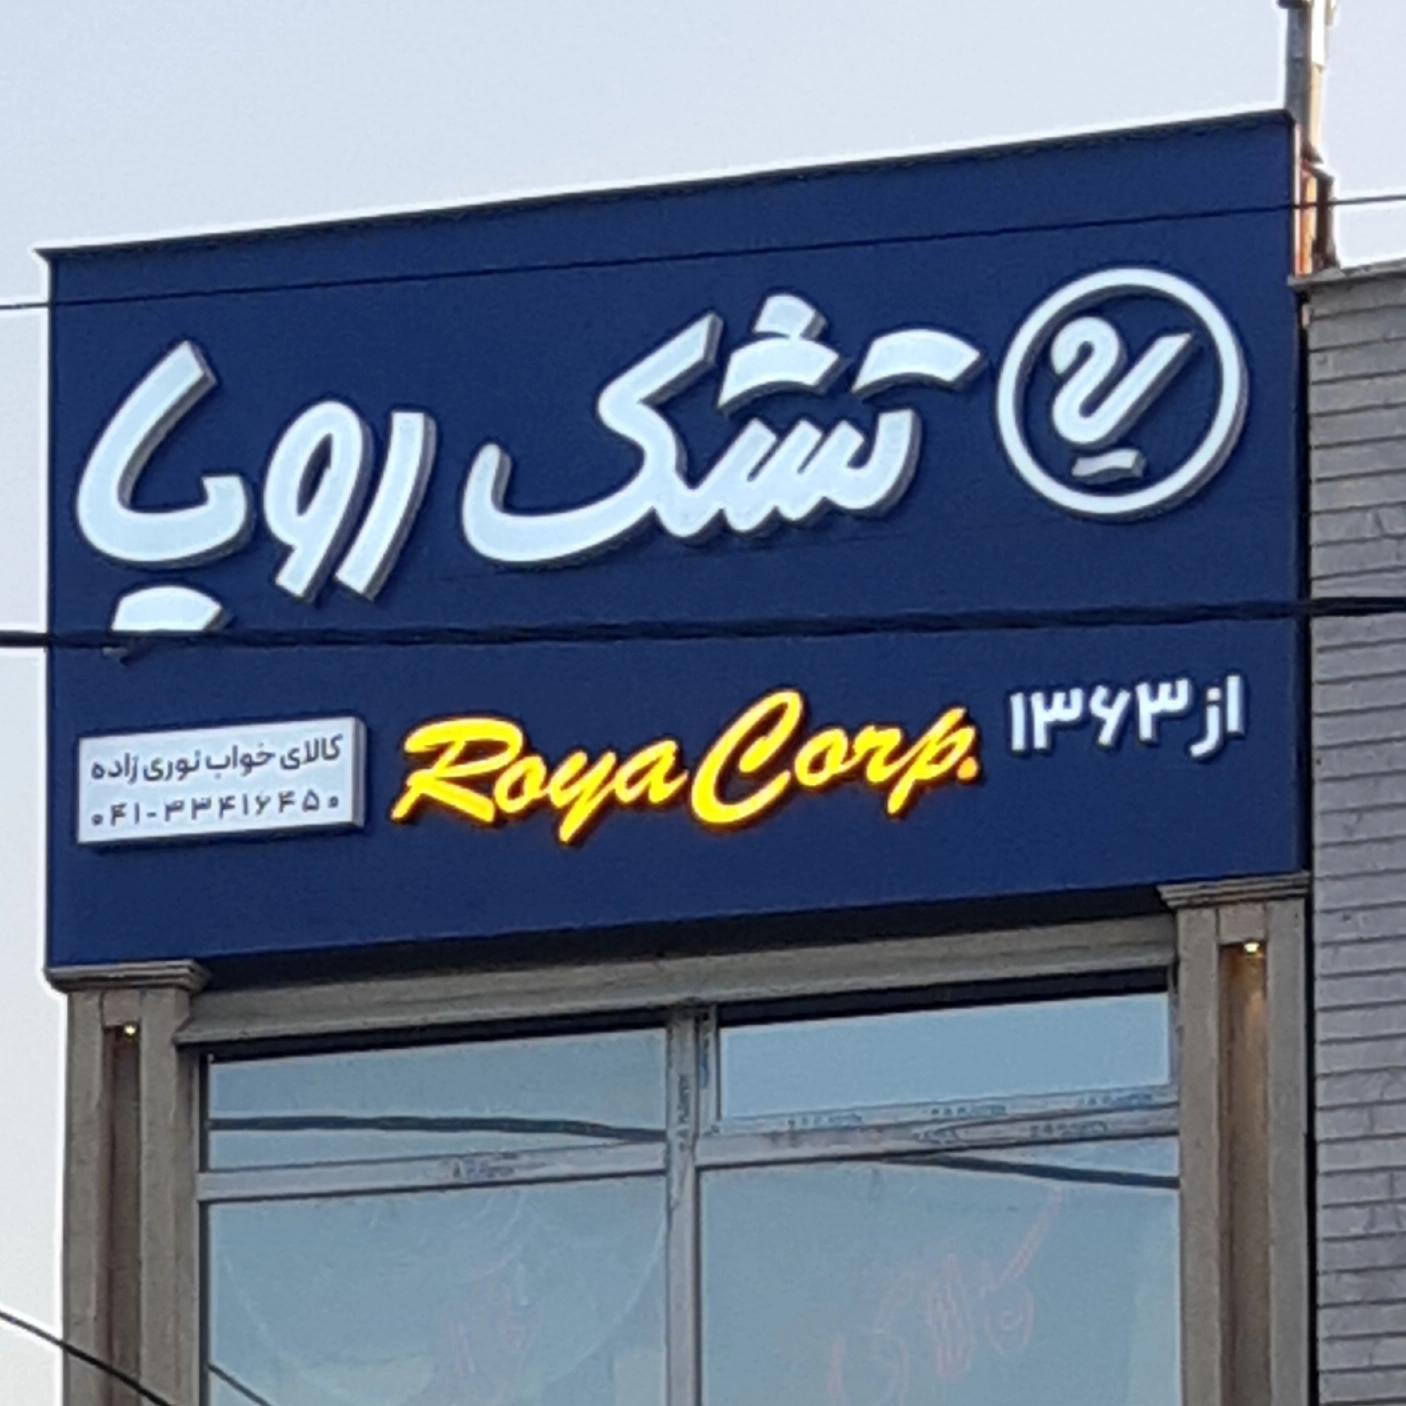 تشک رویا
از ۱۳۶۳
Roya Corp.
کالای خواب نوری زاده
۰۴۱-۳۳۴۱۶۴۵۰